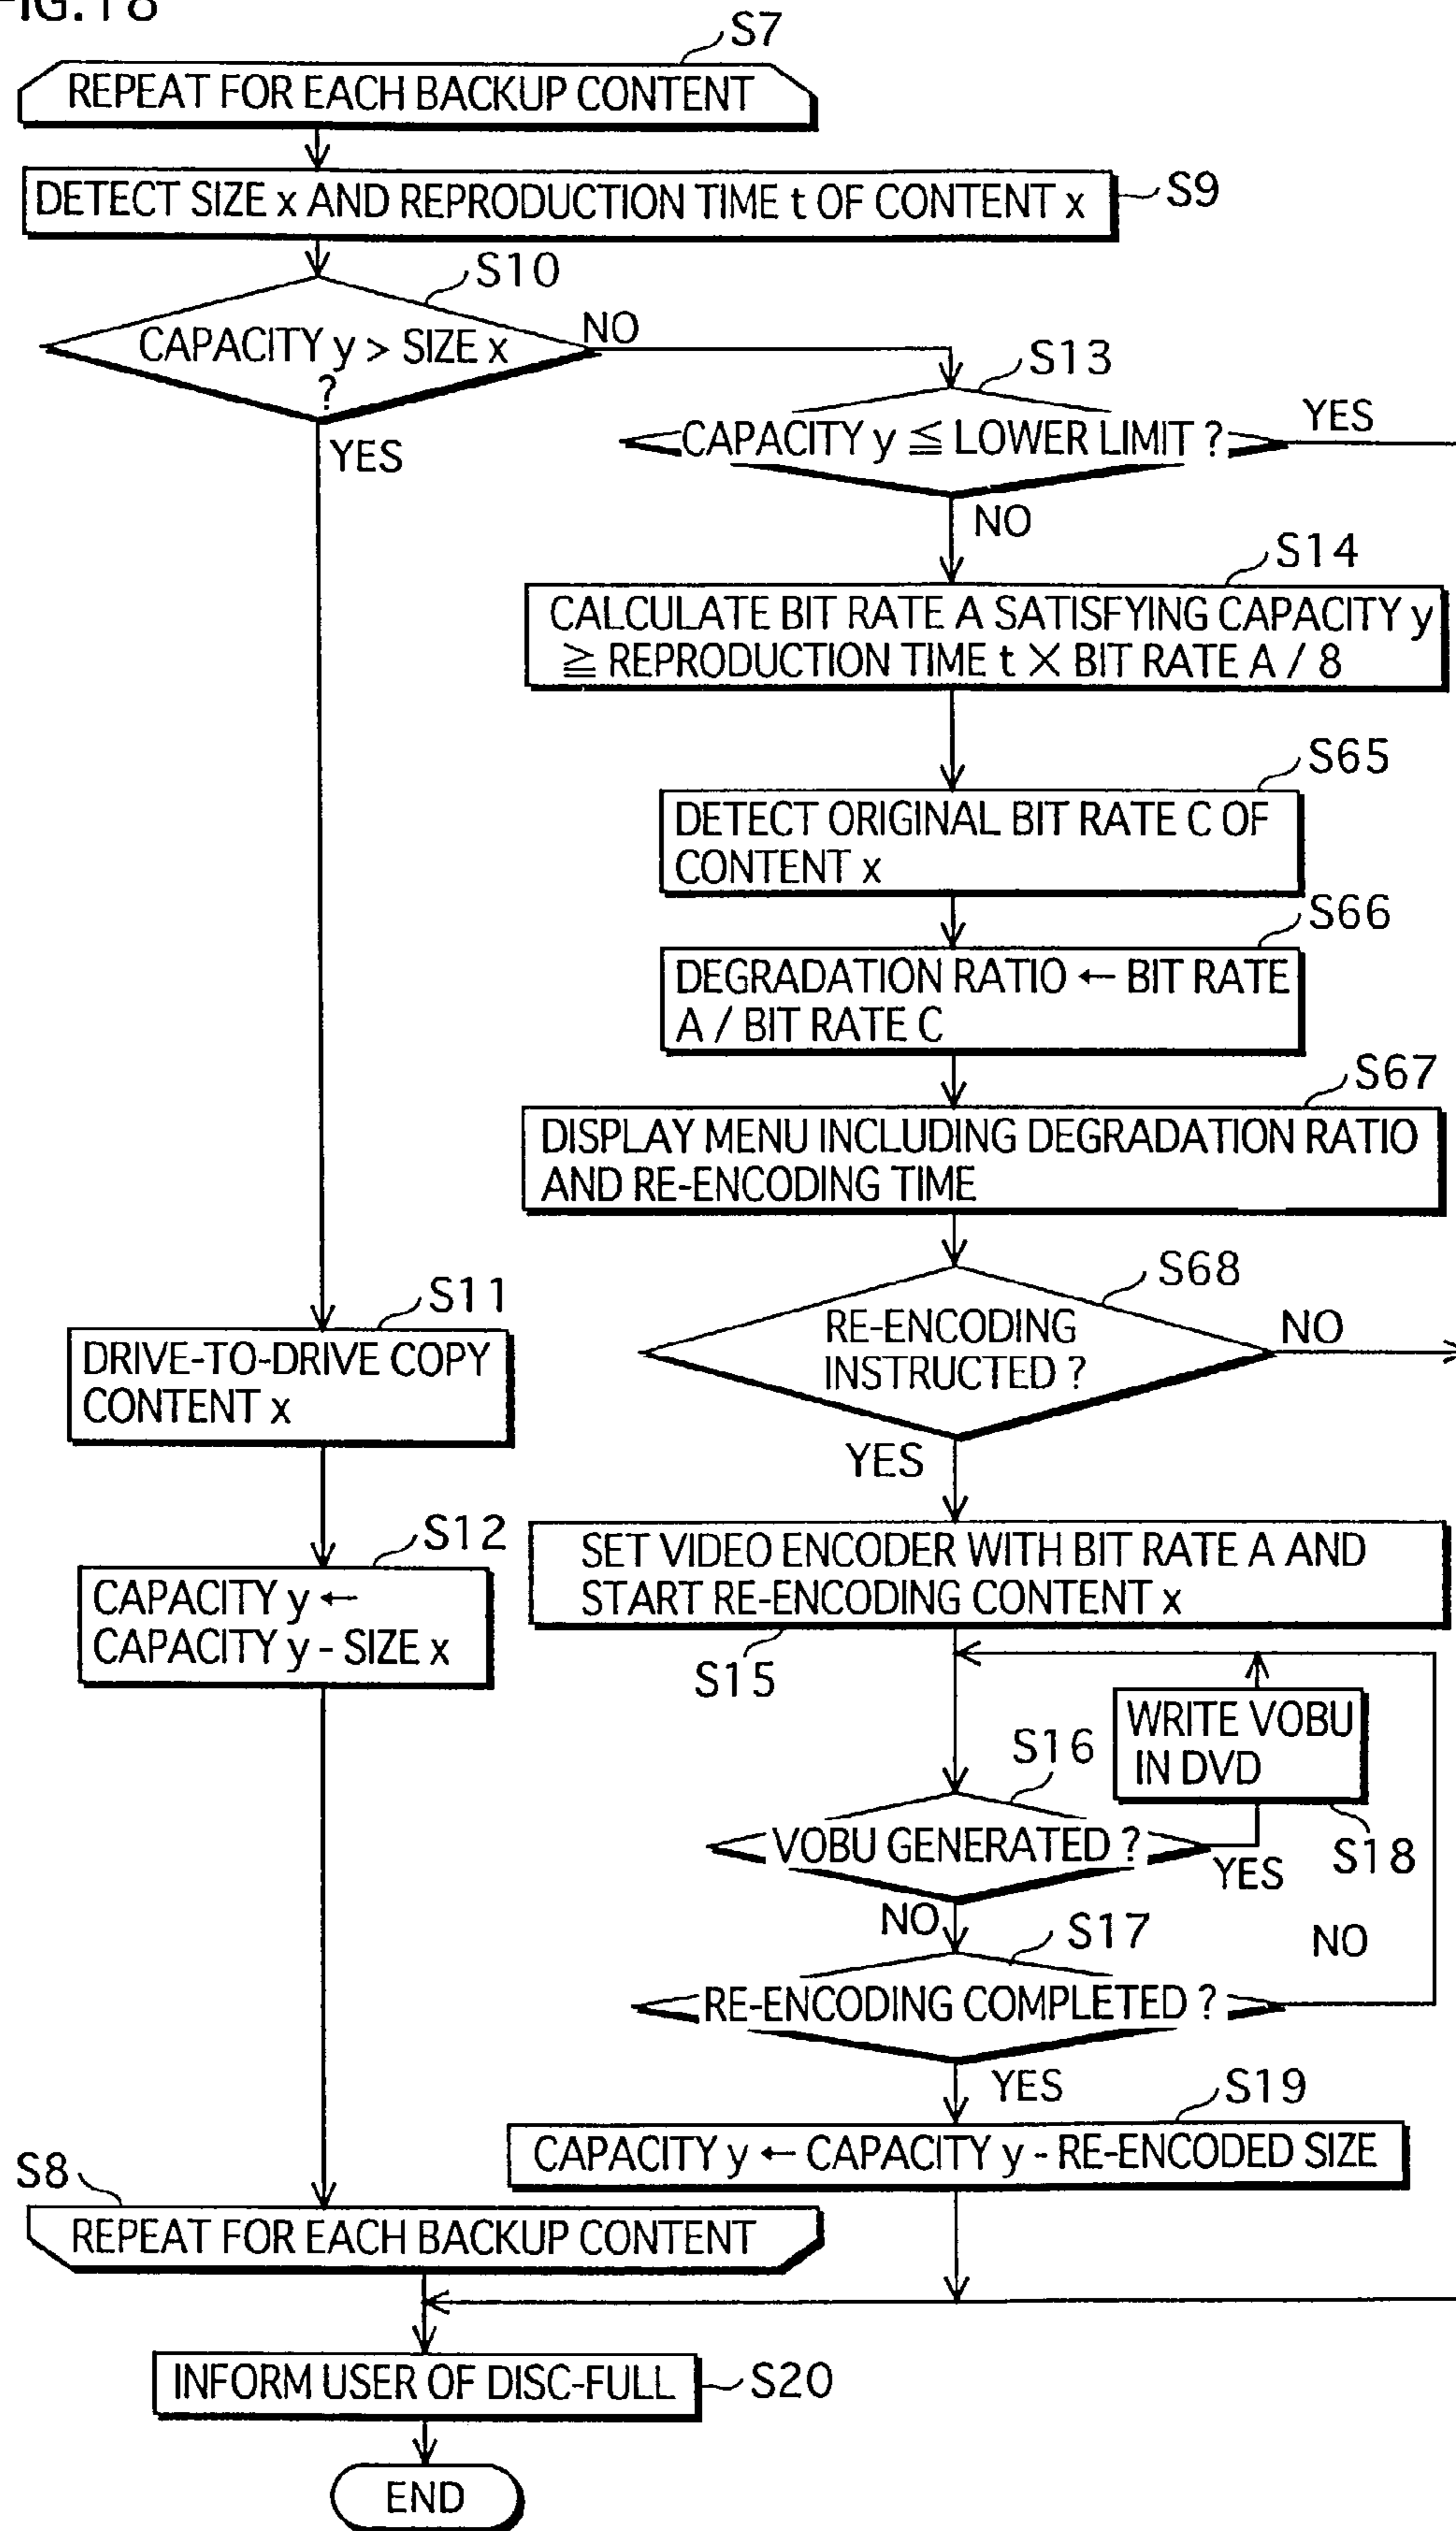 FIG.18
S7
REPEAT FOR EACH BACKUP CONTENT
DETECT SIZE x AND REPRODUCTION TIME t OF CONTENT x
S9
S10
CAPACITY y > SIZE x
?
NO
YES
S13
CAPACITY y ≦ LOWER LIMIT ?
YES
NO
S14
CALCULATE BIT RATE A SATISFYING CAPACITY y
≧ REPRODUCTION TIME t X BIT RATE A / 8
S65
DETECT ORIGINAL BIT RATE C OF
CONTENT x
S66
DEGRADATION RATIO ← BIT RATE
A / BIT RATE C
S67
DISPLAY MENU INCLUDING DEGRADATION RATIO
AND RE-ENCODING TIME
S68
RE-ENCODING
INSTRUCTED ?
NO
YES
S11
DRIVE-TO-DRIVE COPY
CONTENT x
S12
CAPACITY y ←
CAPACITY y - SIZE x
SET VIDEO ENCODER WITH BIT RATE A AND
START RE-ENCODING CONTENT x
S15
WRITE VOBU
IN DVD
S18
S16
VOBU GENERATED ?
YES
NO
S17
NO
RE-ENCODING COMPLETED ?
YES
S19
CAPACITY y ← CAPACITY y - RE-ENCODED SIZE
S8
REPEAT FOR EACH BACKUP CONTENT
INFORM USER OF DISC-FULL
S20
END